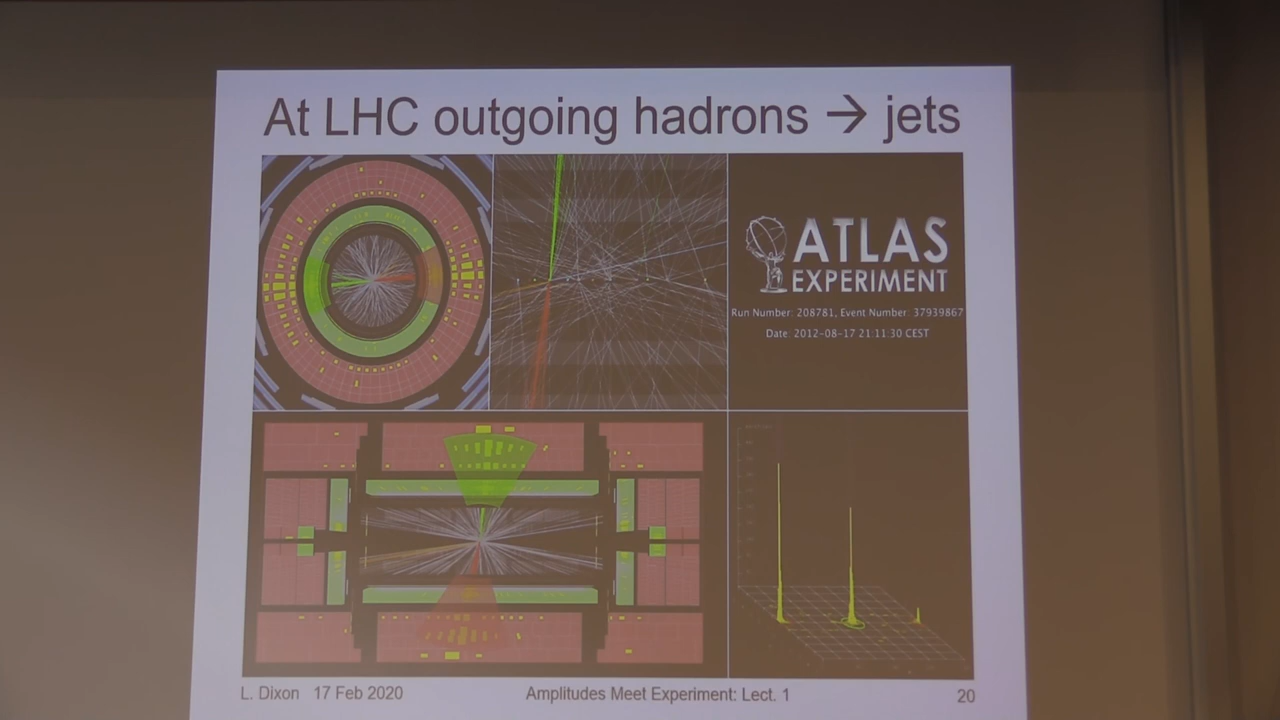 At LHC outgoing hadrons → jets
ATLAS
EXPERIMENT
Run Number: 208781, Event Number: 37939867
Date: 2012-08-17 21:11:30 CEST
L. Dixon 17 Feb 2020
Amplitudes Meet Experiment: Lect. 1
20